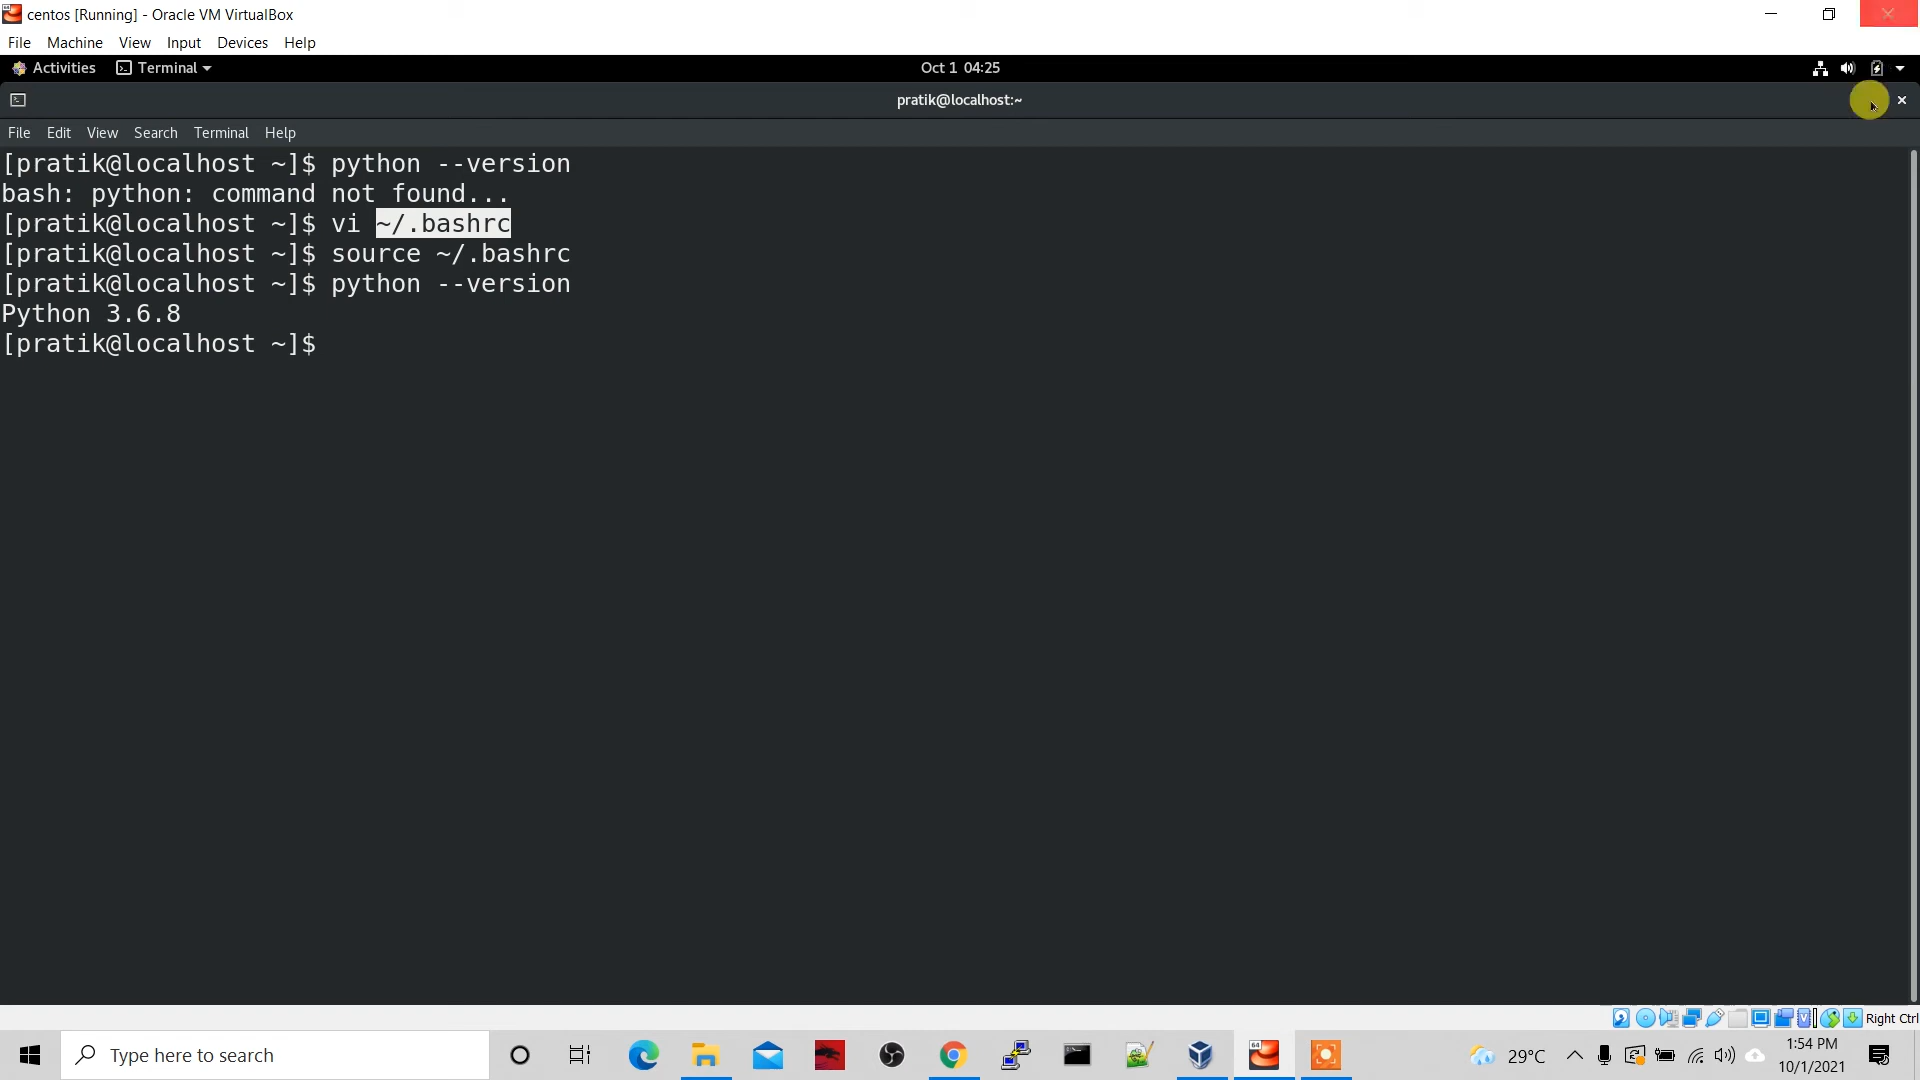 centos [Running] - Oracle VM VirtualBox
File Machine View Input Devices Help
Activities Terminal Oct 1 04:25
pratik@localhost:~
File Edit View Search Terminal Help
[pratik@localhost ~]$ python --version
bash: python: command not found...
[pratik@localhost ~]$ vi ~/.bashrc
[pratik@localhost ~]$ source ~/.bashrc
[pratik@localhost ~]$ python --version
Python 3.6.8
[pratik@localhost ~]$
Right Ctrl
Type here to search
64
29°C
1:54 PM
10/1/2021